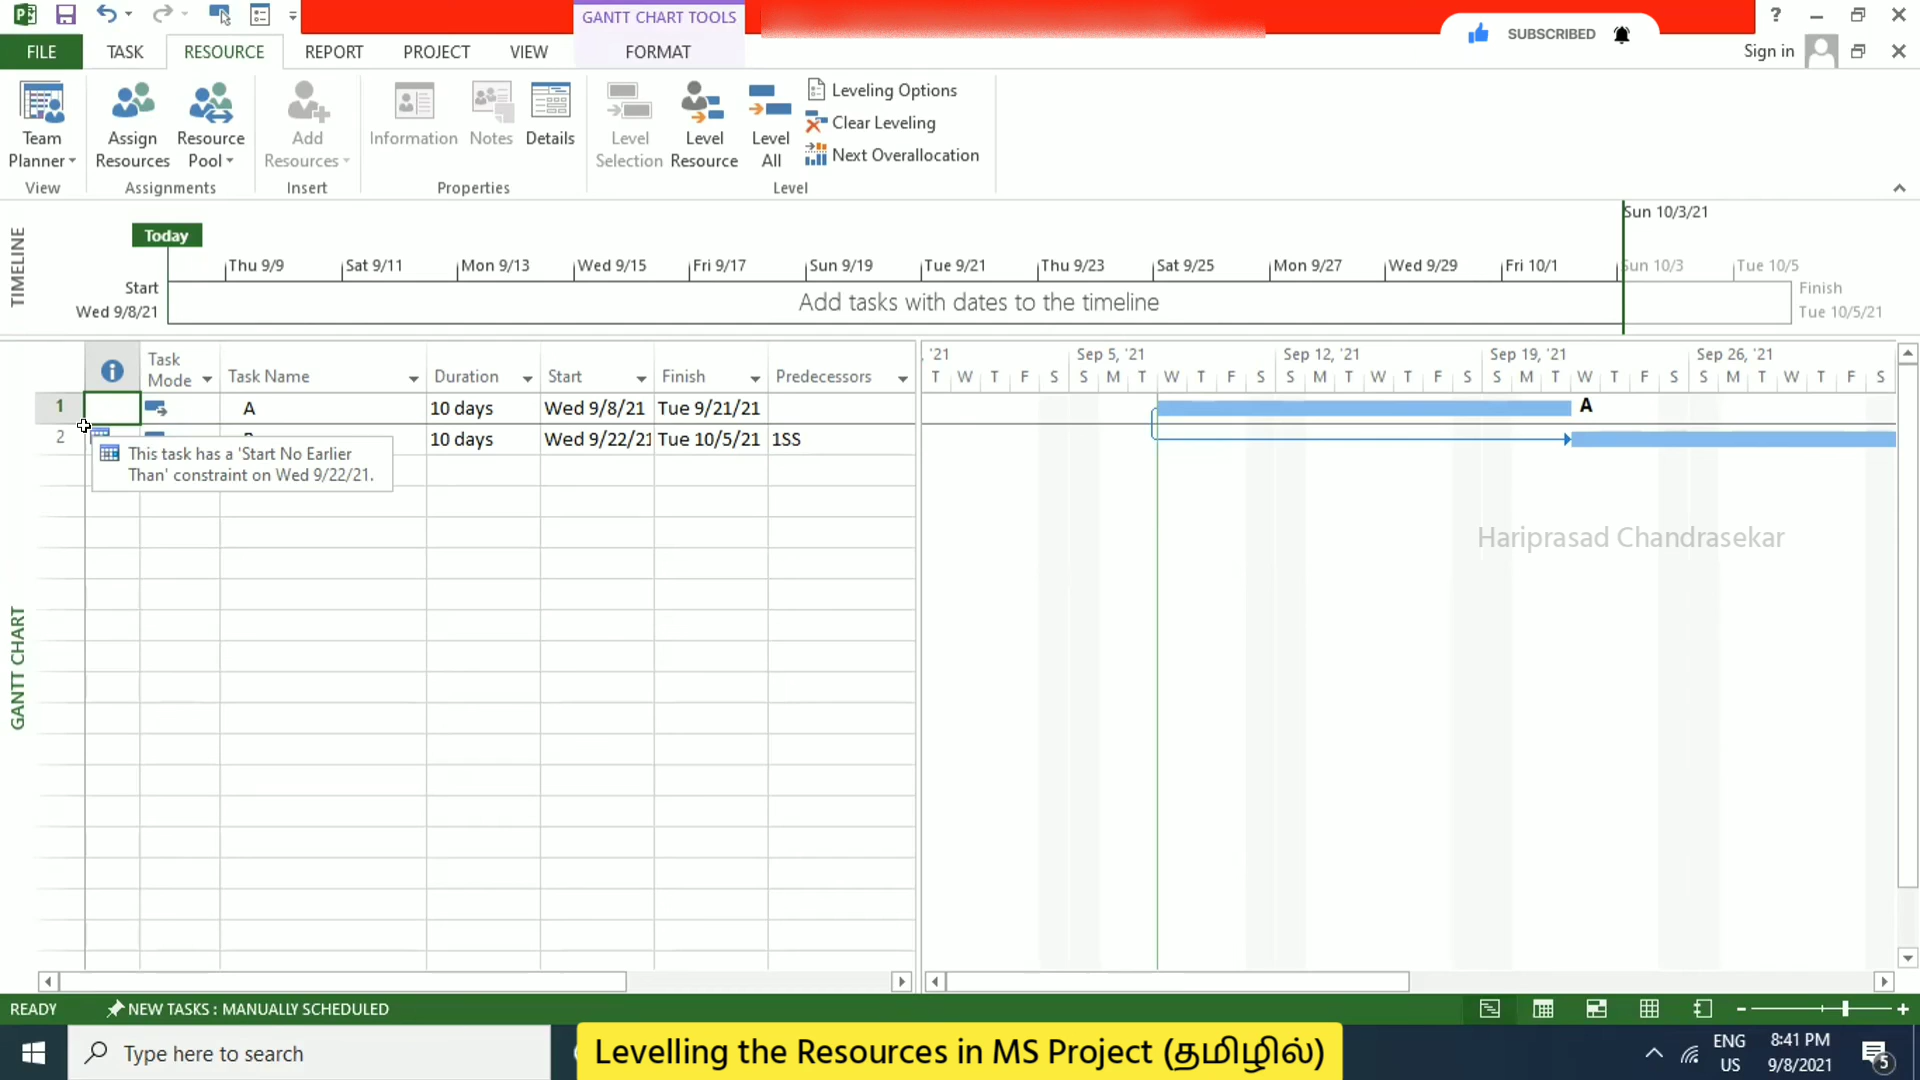 GANTT CHART TOOLS
SUBSCRIBED
FILE TASK RESOURCE REPORT PROJECT VIEW FORMAT Sign in
Team Planner
View
Assign Resources
Resource Pool
Assignments
Add Resources
Insert
Information
Notes
Details
Properties
Level Selection
Level Resource
Level All
Leveling Options
Clear Leveling
Next Overallocation
Level
TIMELINE
Today
Sun 10/3/21
Thu 9/9 Sat 9/11 Mon 9/13 Wed 9/15 Fri 9/17 Sun 9/19 Tue 9/21 Thu 9/23 Sat 9/25 Mon 9/27 Wed 9/29 Fri 10/1 Sun 10/3 Tue 10/5
Start
Wed 9/8/21
Add tasks with dates to the timeline
Finish
Tue 10/5/21
GANTT CHART
Task Mode Task Name Duration Start Finish Predecessors
1 A 10 days Wed 9/8/21 Tue 9/21/21
2 10 days Wed 9/22/21 Tue 10/5/21 1SS
This task has a 'Start No Earlier
Than' constraint on Wed 9/22/21.
, '21 Sep 5, '21 Sep 12, '21 Sep 19, '21 Sep 26, '21
T W T F S S M T W T F S S M T W T F S S M T W T F S S M T W T F S
A
Hariprasad Chandrasekar
READY NEW TASKS : MANUALLY SCHEDULED
Type here to search
Levelling the Resources in MS Project (தமிழில்)
ENG
US
8:41 PM
9/8/2021
5